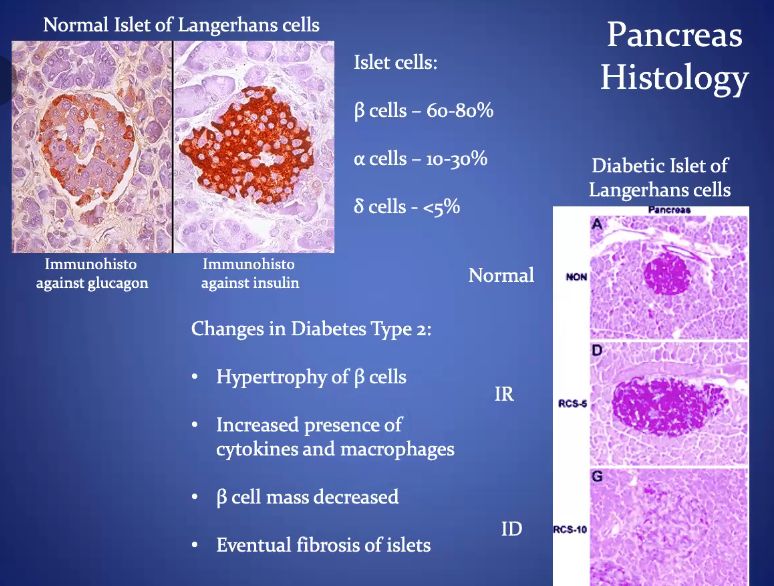 Normal Islet of Langerhans cells
Pancreas
Histology
Islet cells:
β cells – 60-80%
α cells – 10-30%
δ cells - <5%
Immunohisto
against glucagon
Immunohisto
against insulin
Diabetic Islet of
Langerhans cells
Pancreas
A
Normal
NON
D
IR
RCS-5
G
ID
RCS-10
Changes in Diabetes Type 2:
• Hypertrophy of β cells
• Increased presence of
cytokines and macrophages
• β cell mass decreased
• Eventual fibrosis of islets